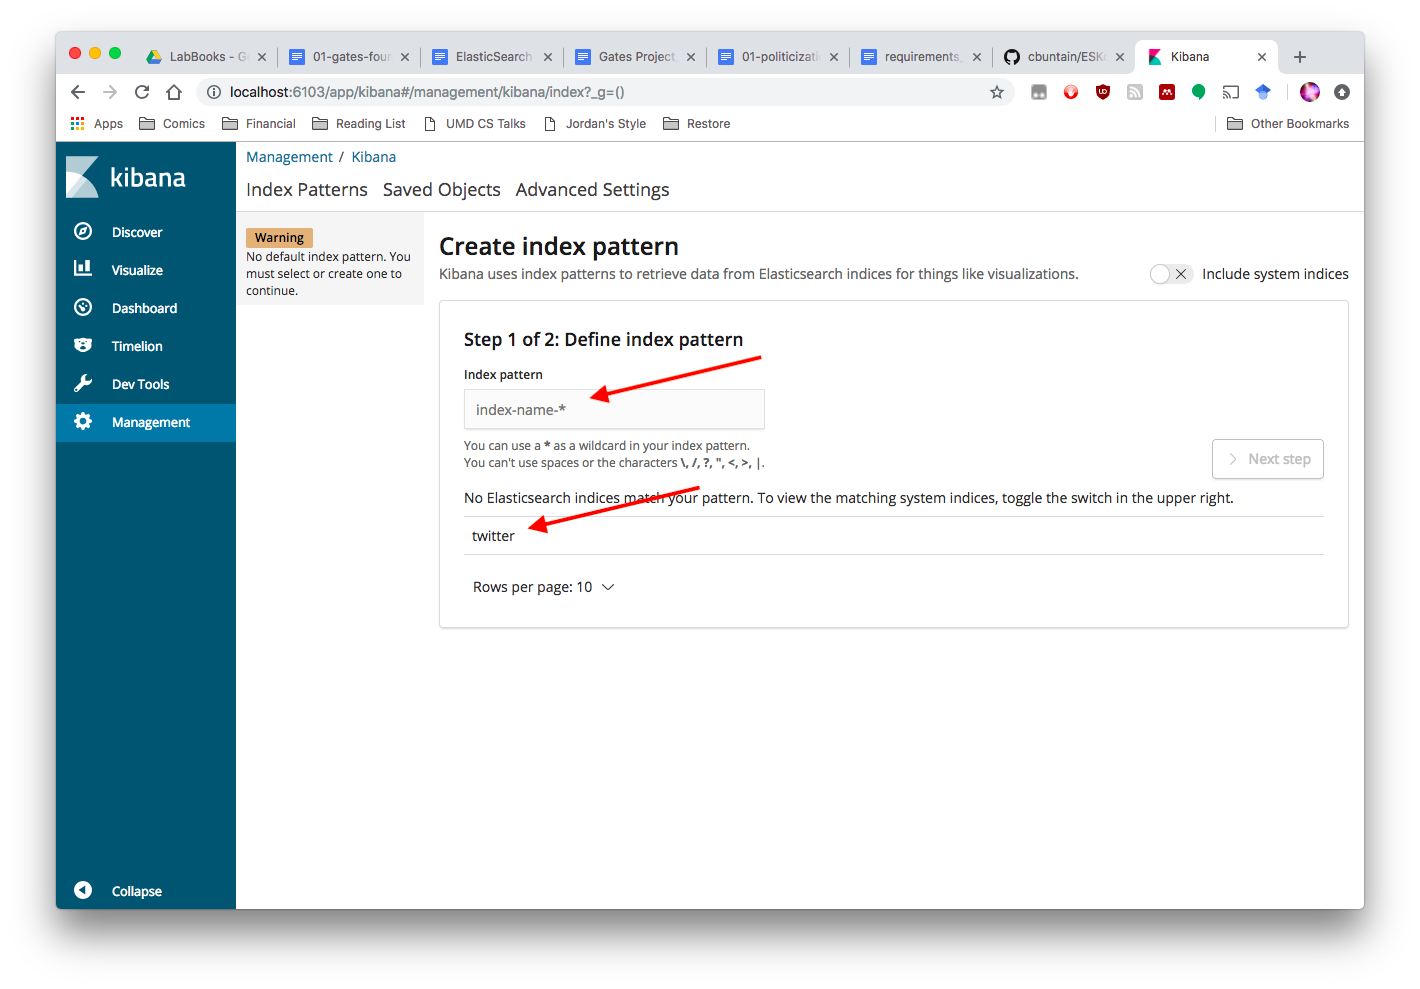 LabBooks - G
01-gates-four
ElasticSearch
Gates Project
01-politicizati
requirements_
cbuntain/ESK
Kibana
localhost:6103/app/kibana#/management/kibana/index?_g=()
Apps
Comics
Financial
Reading List
UMD CS Talks
Jordan's Style
Restore
Other Bookmarks
kibana
Discover
Visualize
Dashboard
Timelion
Dev Tools
Management
Collapse
Management / Kibana
Index Patterns Saved Objects Advanced Settings
Warning
No default index pattern. You
must select or create one to
continue.
Create index pattern
Kibana uses index patterns to retrieve data from Elasticsearch indices for things like visualizations.
Include system indices
Step 1 of 2: Define index pattern
Index pattern
index-name-*
You can use a * as a wildcard in your index pattern.
You can't use spaces or the characters \, /, ?, ", <, >, |.
Next step
No Elasticsearch indices match your pattern. To view the matching system indices, toggle the switch in the upper right.
twitter
Rows per page: 10